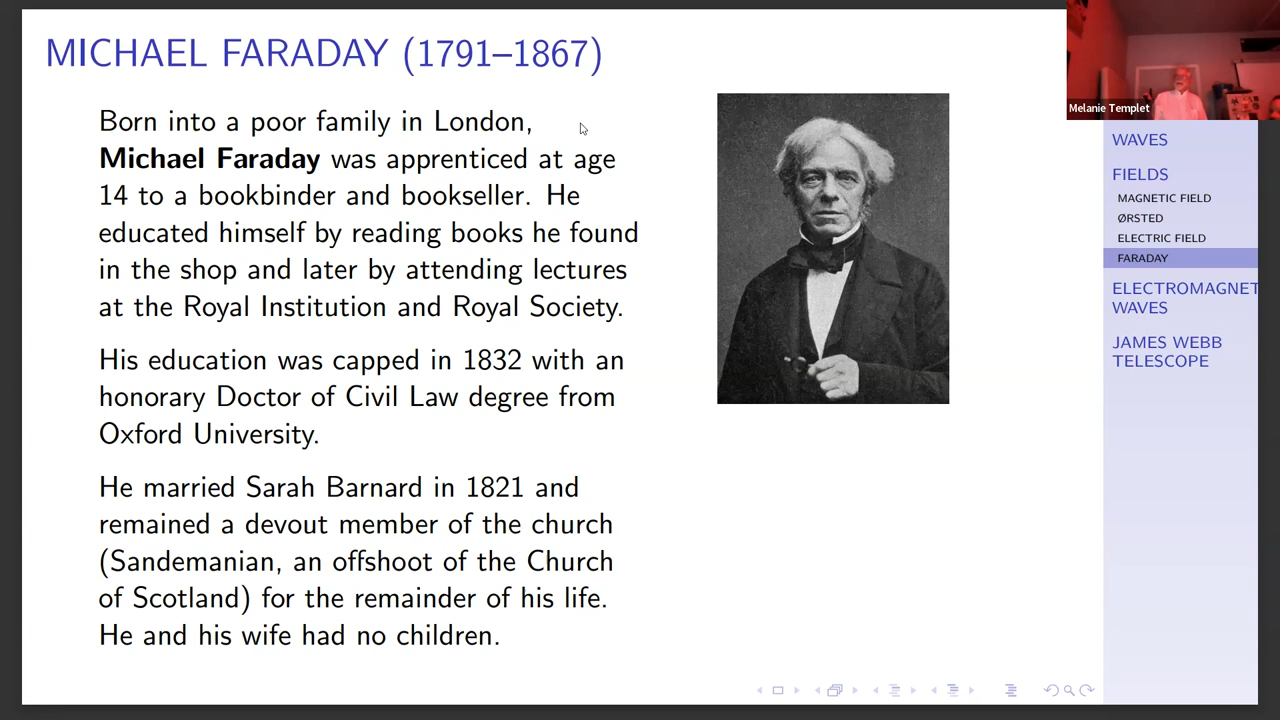 MICHAEL FARADAY (1791–1867)
Born into a poor family in London,
Michael Faraday was apprenticed at age
14 to a bookbinder and bookseller. He
educated himself by reading books he found
in the shop and later by attending lectures
at the Royal Institution and Royal Society.
His education was capped in 1832 with an
honorary Doctor of Civil Law degree from
Oxford University.
He married Sarah Barnard in 1821 and
remained a devout member of the church
(Sandemanian, an offshoot of the Church
of Scotland) for the remainder of his life.
He and his wife had no children.
Melanie Templet
WAVES
FIELDS
MAGNETIC FIELD
ØRSTED
ELECTRIC FIELD
FARADAY
ELECTROMAGNET
WAVES
JAMES WEBB
TELESCOPE